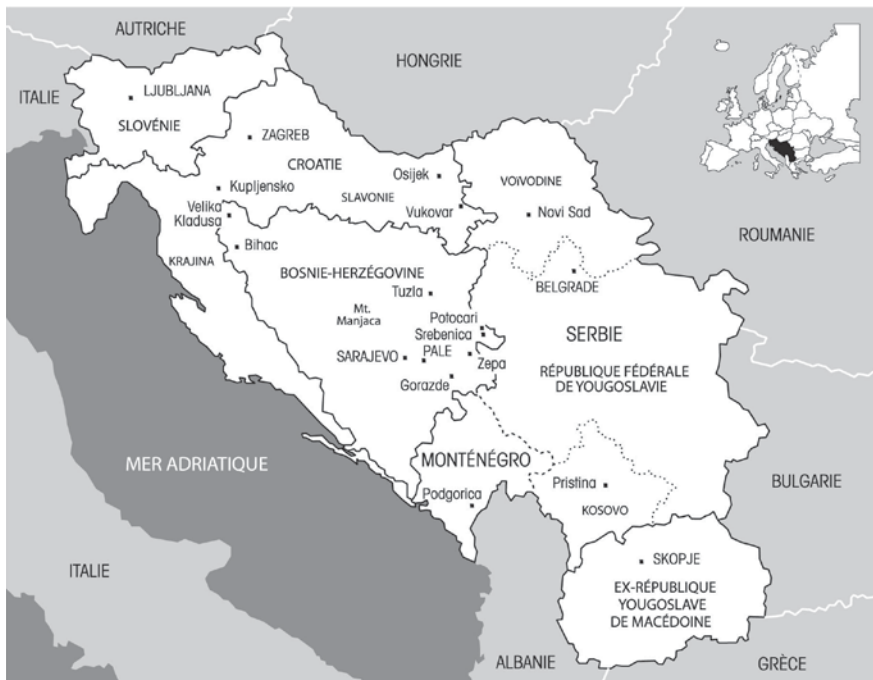 AUTRICHE
HONGRIE
ITALIE
LJUBLJANA
SLOVÉNIE
ZAGREB
CROATIE
Osijek
VOIVODINE
Kupljensko
SLAVONIE
Velika
Kladusa
Vukovar
Novi Sad
ROUMANIE
Bihac
KRAJINA
BOSNIE-HERZÉGOVINE
BELGRADE
Tuzla
Mt.
Manjaca
Potocari
Srebenica
SERBIE
SARAJEVO
PALE
Zepa
RÉPUBLIQUE FÉDÉRALE
DE YOUGOSLAVIE
Gorazde
MER ADRIATIQUE
MONTÉNÉGRO
BULGARIE
Podgorica
Pristina
KOSOVO
SKOPJE
ITALIE
EX-RÉPUBLIQUE
YOUGOSLAVE
DE MACÉDOINE
ALBANIE
GRÈCE